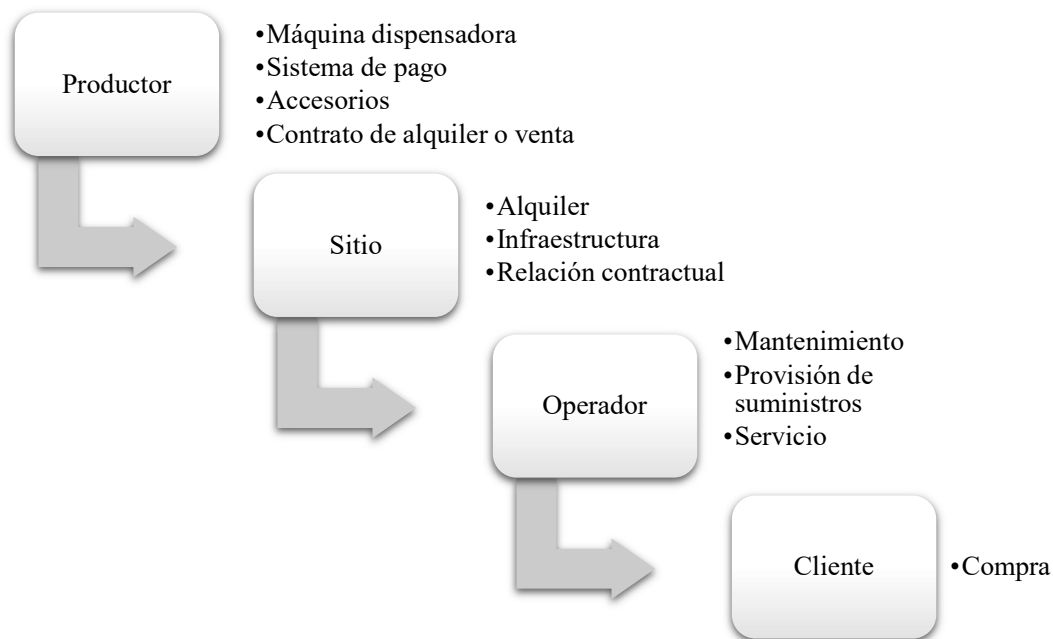 Productor
•Máquina dispensadora
•Sistema de pago
•Accesorios
•Contrato de alquiler o venta
Sitio
•Alquiler
•Infraestructura
•Relación contractual
Operador
•Mantenimiento
•Provisión de
suministros
•Servicio
Cliente
•Compra